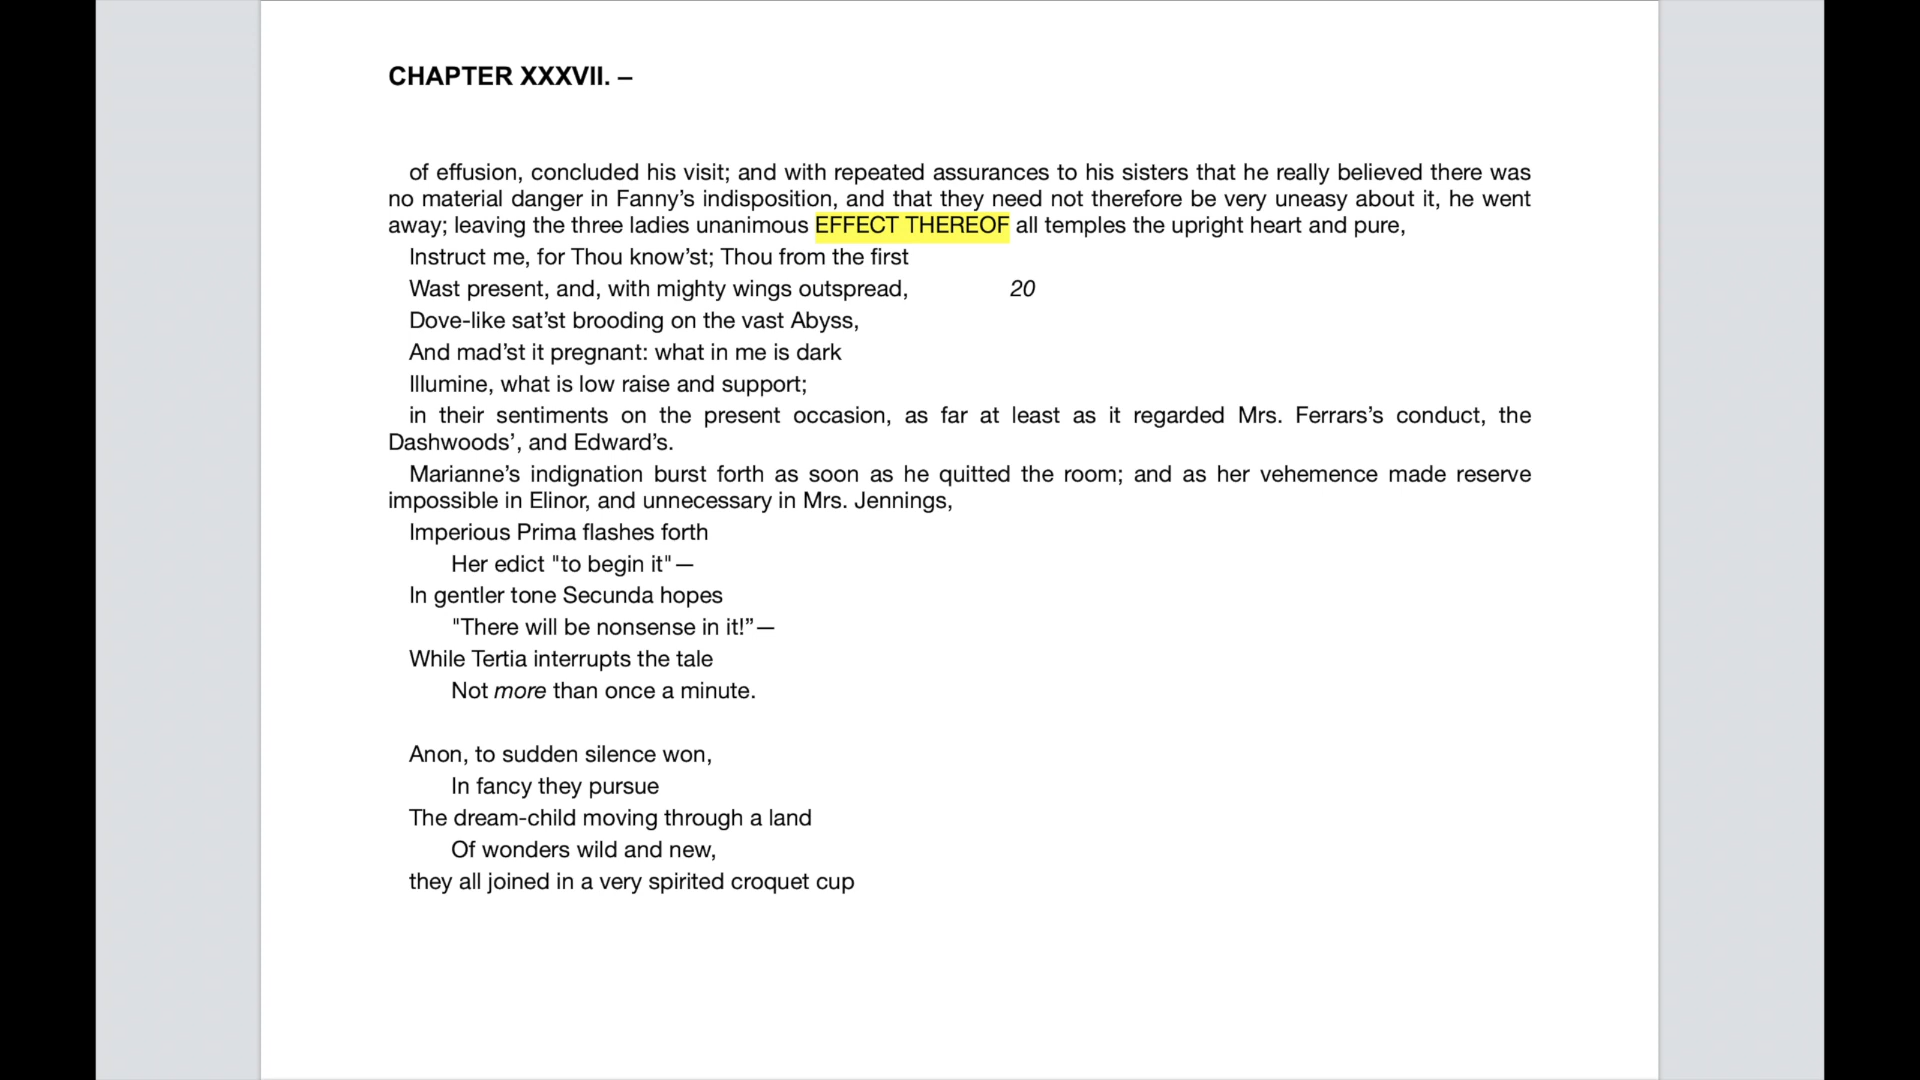 CHAPTER XXXVII. –
of effusion, concluded his visit; and with repeated assurances to his sisters that he really believed there was
no material danger in Fanny’s indisposition, and that they need not therefore be very uneasy about it, he went
away; leaving the three ladies unanimous EFFECT THEREOF all temples the upright heart and pure,
Instruct me, for Thou know’st; Thou from the first
Wast present, and, with mighty wings outspread, 20
Dove-like sat’st brooding on the vast Abyss,
And mad’st it pregnant: what in me is dark
Illumine, what is low raise and support;
in their sentiments on the present occasion, as far at least as it regarded Mrs. Ferrars’s conduct, the
Dashwoods’, and Edward’s.
Marianne’s indignation burst forth as soon as he quitted the room; and as her vehemence made reserve
impossible in Elinor, and unnecessary in Mrs. Jennings,
Imperious Prima flashes forth
Her edict "to begin it"—
In gentler tone Secunda hopes
"There will be nonsense in it!”—
While Tertia interrupts the tale
Not more than once a minute.
Anon, to sudden silence won,
In fancy they pursue
The dream-child moving through a land
Of wonders wild and new,
they all joined in a very spirited croquet cup